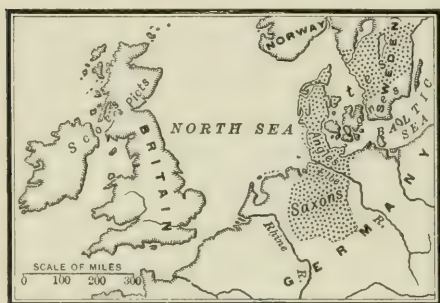 NORWAY
SWEDEN
Picts
Scots
BRITAIN
NORTH SEA
BALTIC
SEA
Angles
Saxons
Rhine
R.
R.
GERMANY
SCALE OF MILES
0 100 200 300